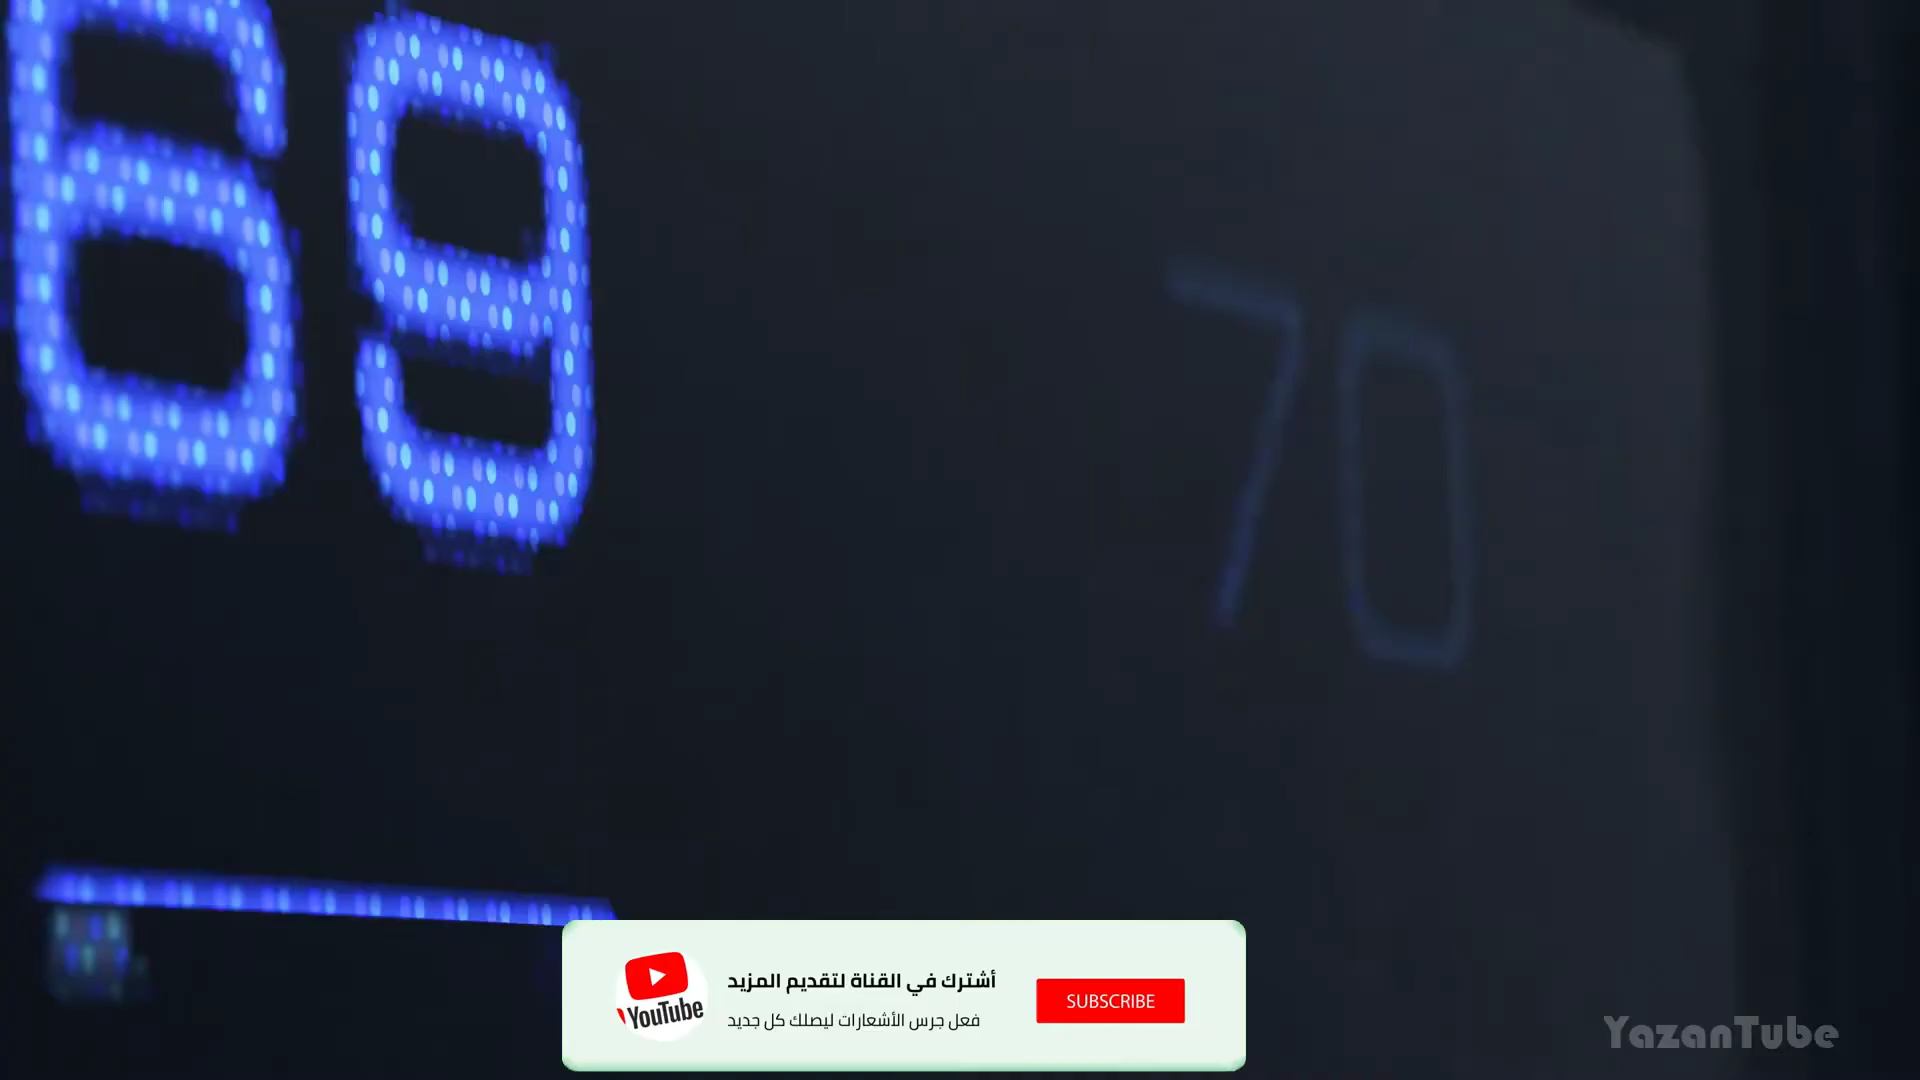 69
70
YouTube
أشترك في القناة لتقديم المزيد
فعل جرس الأشعارات ليصلك كل جديد
SUBSCRIBE
YazanTube